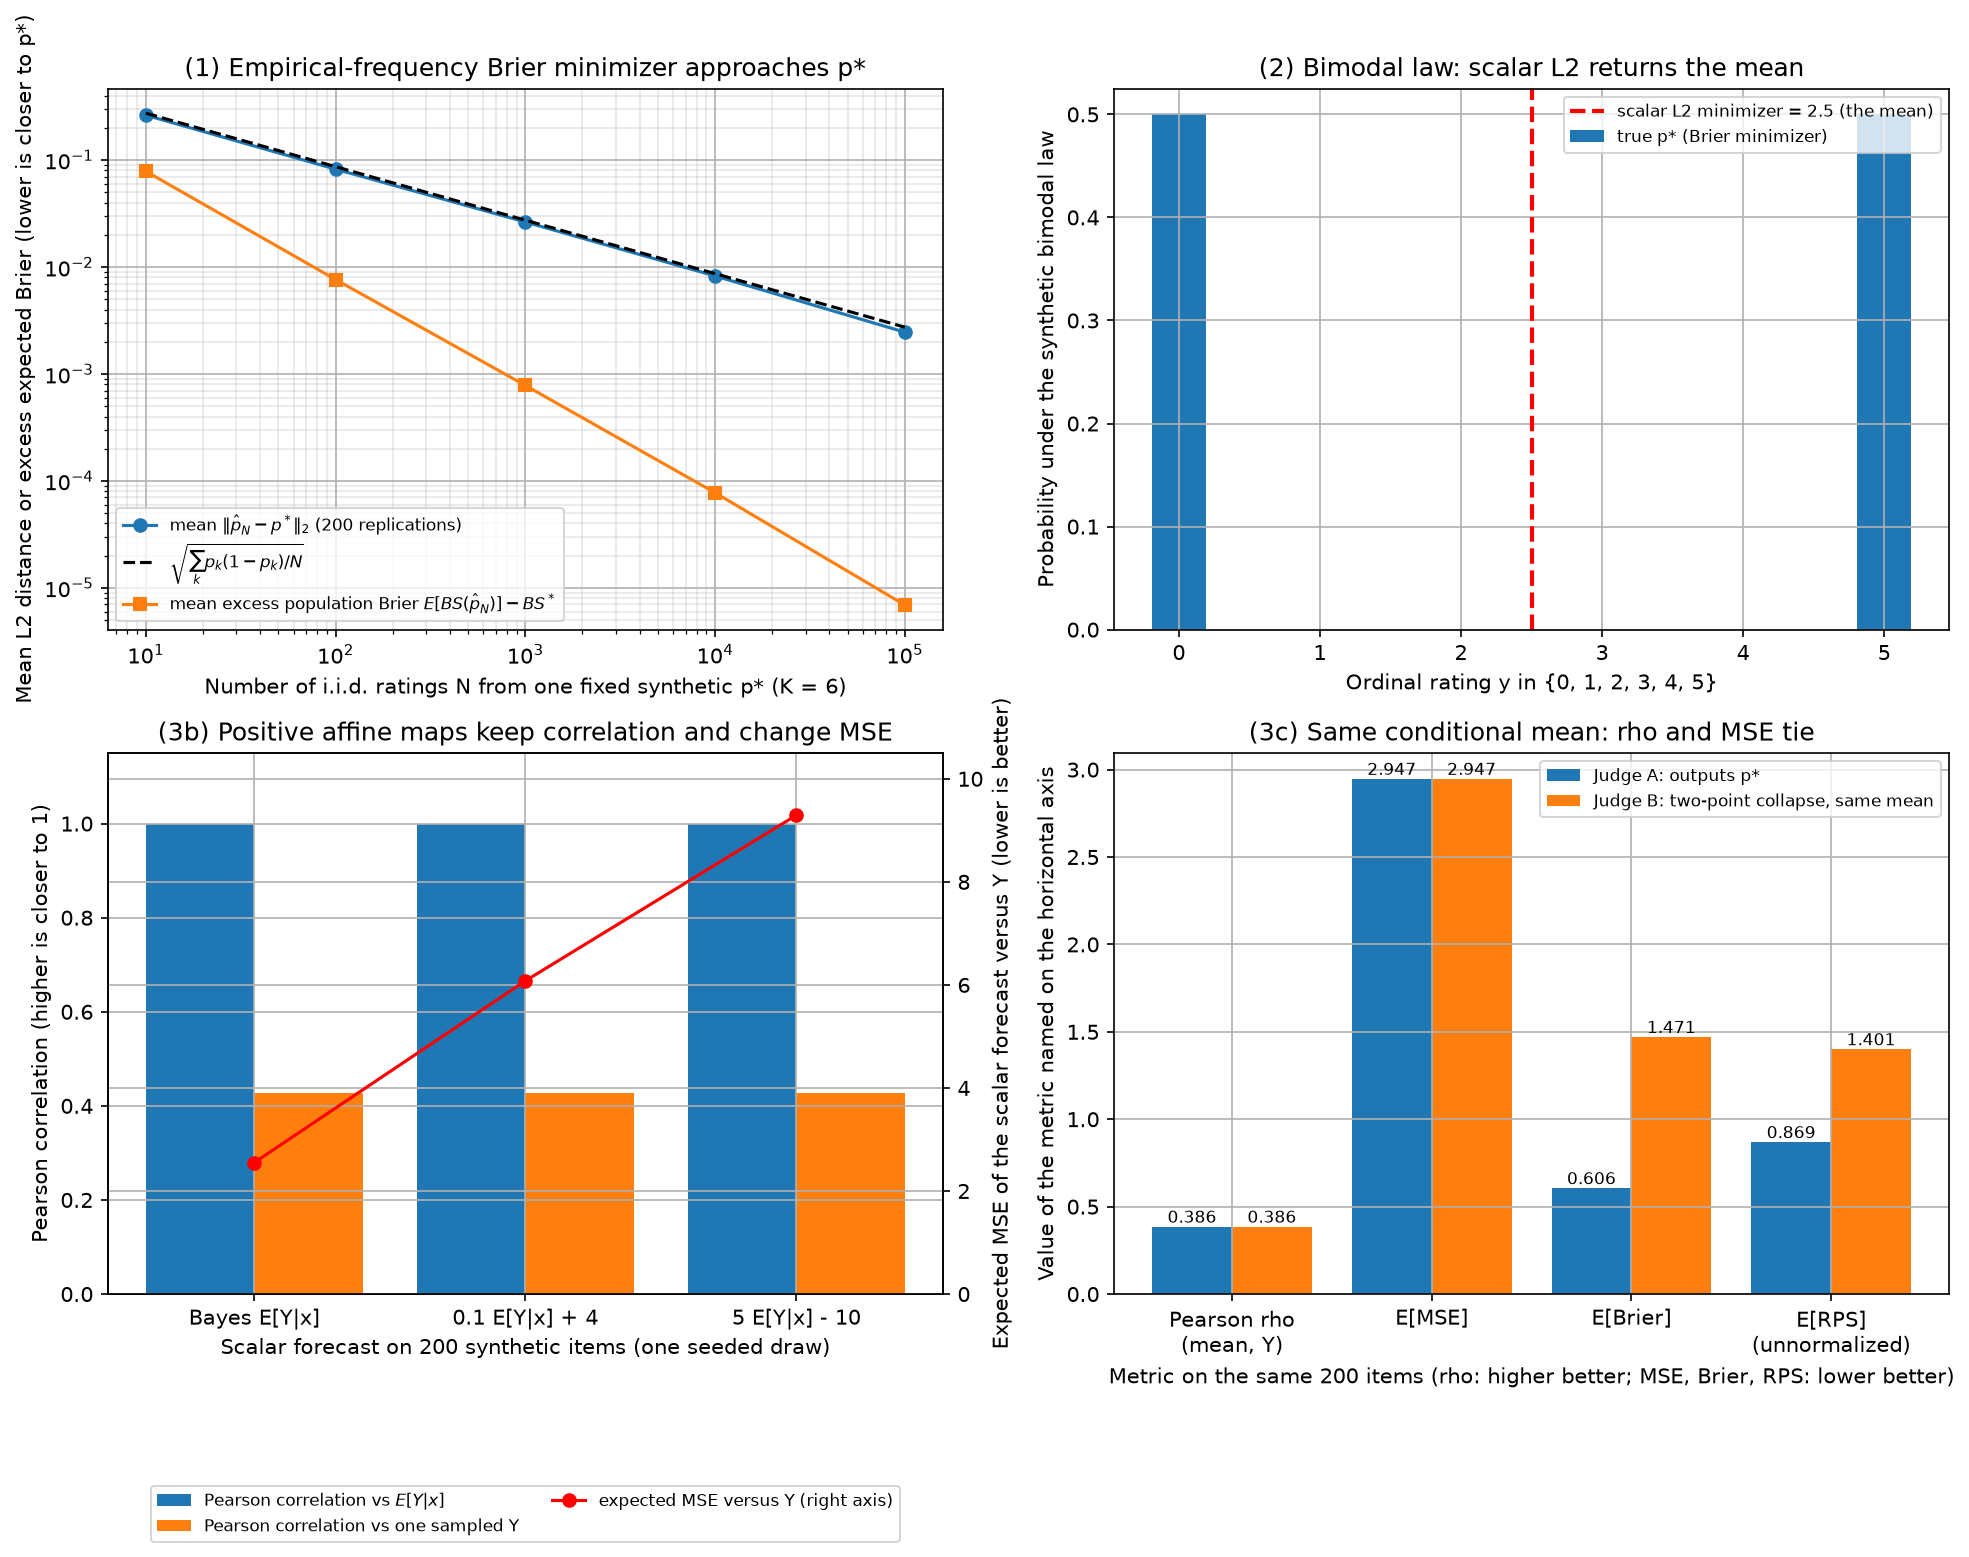 (1) Empirical-frequency Brier minimizer approaches p*
Mean L2 distance or excess expected Brier (lower is closer to p*)
10⁻¹
10⁻²
10⁻³
10⁻⁴
10⁻⁵
mean ‖p̂_N − p*‖₂ (200 replications)
√∑_k p_k(1 − p_k)/N
mean excess population Brier E[BS(p̂_N)] − BS*
10¹ 10² 10³ 10⁴ 10⁵
Number of i.i.d. ratings N from one fixed synthetic p* (K = 6)
(2) Bimodal law: scalar L2 returns the mean
Probability under the synthetic bimodal law
0.5
0.4
0.3
0.2
0.1
0.0
scalar L2 minimizer = 2.5 (the mean)
true p* (Brier minimizer)
0 1 2 3 4 5
Ordinal rating y in {0, 1, 2, 3, 4, 5}
(3b) Positive affine maps keep correlation and change MSE
Pearson correlation (higher is closer to 1)
1.0
0.8
0.6
0.4
0.2
0.0
10
8
6
4
2
0
Expected MSE of the scalar forecast versus Y (lower is better)
Bayes E[Y|x] 0.1 E[Y|x] + 4 5 E[Y|x] - 10
Scalar forecast on 200 synthetic items (one seeded draw)
Pearson correlation vs E[Y|x]
Pearson correlation vs one sampled Y
expected MSE versus Y (right axis)
(3c) Same conditional mean: rho and MSE tie
Value of the metric named on the horizontal axis
3.0
2.5
2.0
1.5
1.0
0.5
0.0
Judge A: outputs p*
Judge B: two-point collapse, same mean
0.386 0.386
2.947 2.947
0.606 1.471
0.869 1.401
Pearson rho
(mean, Y)
E[MSE]
E[Brier]
E[RPS]
(unnormalized)
Metric on the same 200 items (rho: higher better; MSE, Brier, RPS: lower better)